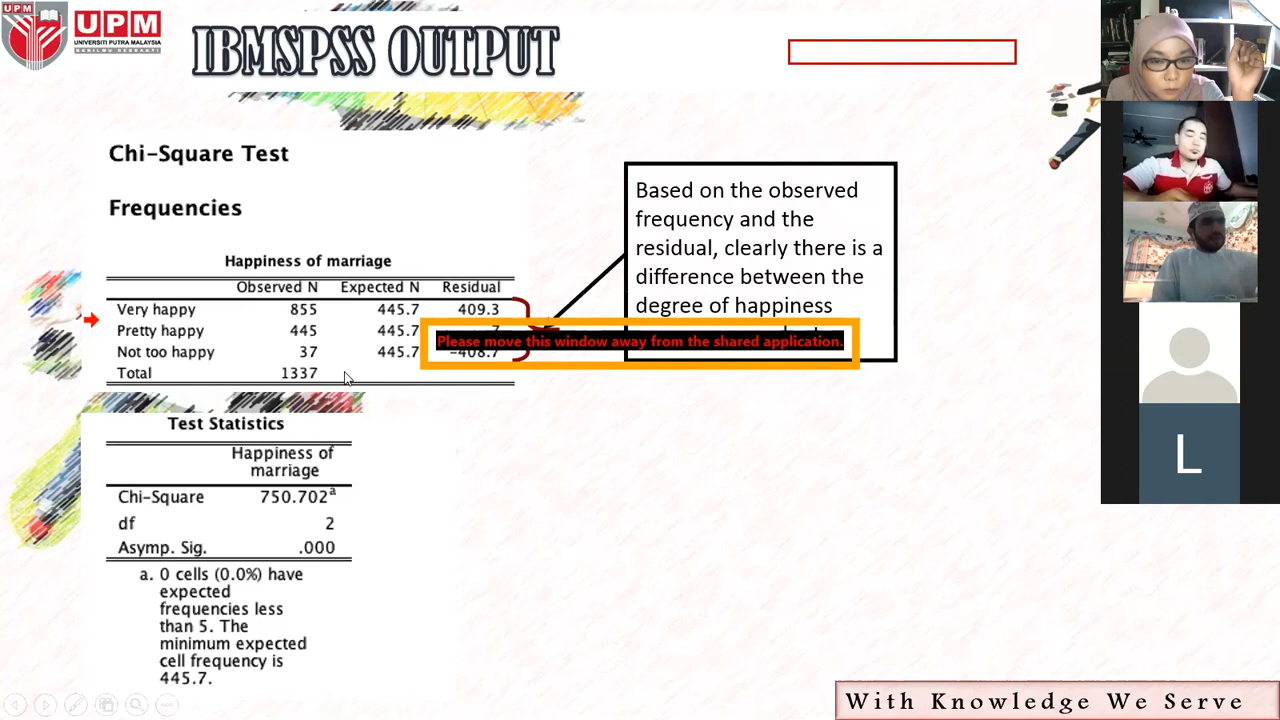 UPM
UPM
UNIVERSITI PUTRA MALAYSIA
BERILMU BERBAKTI
IBMSPSS OUTPUT
Chi-Square Test
Frequencies
Happiness of marriage
Observed N Expected N Residual
Very happy 855 445.7 409.3
Pretty happy 445 445.7
Not too happy 37 445.7 -408.7
Total 1337
Based on the observed
frequency and the
residual, clearly there is a
difference between the
degree of happiness
Please move this window away from the shared application.
Test Statistics
Happiness of
marriage
Chi-Square 750.702a
df 2
Asymp. Sig. .000
a. 0 cells (0.0%) have
expected
frequencies less
than 5. The
minimum expected
cell frequency is
445.7.
L
With Knowledge We Serve